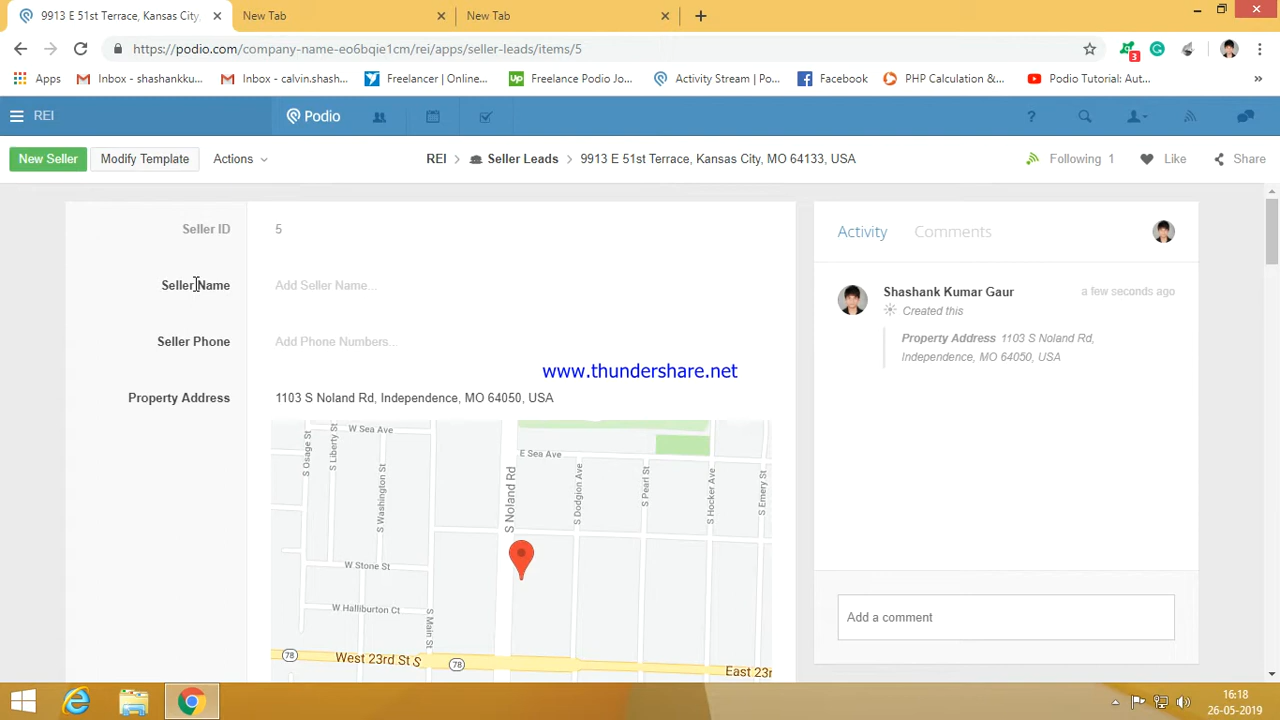 9913 E 51st Terrace, Kansas City,
New Tab
New Tab
https://podio.com/company-name-eo6bqie1cm/rei/apps/seller-leads/items/5
3
Apps
Inbox - shashankku...
Inbox - calvin.shash...
Freelancer | Online...
Freelance Podio Jo...
Activity Stream | Po...
Facebook
PHP Calculation &...
Podio Tutorial: Aut...
REI
Podio
?
New Seller
Modify Template
Actions
REI > Seller Leads > 9913 E 51st Terrace, Kansas City, MO 64133, USA
Following 1
Like
Share
Seller ID
5
Seller Name
Add Seller Name...
Seller Phone
Add Phone Numbers...
www.thundershare.net
Property Address
1103 S Noland Rd, Independence, MO 64050, USA
W Sea Ave
E Sea Ave
S Osage St
S Liberty St
S Washington St
S Noland Rd
S Dodgion Ave
S Pearl St
S Hocker Ave
S Emery St
W Stone St
W Halliburton Ct
S Main St
78
West 23rd St S
78
East 23r
Activity
Comments
Shashank Kumar Gaur
a few seconds ago
Created this
Property Address 1103 S Noland Rd,
Independence, MO 64050, USA
Add a comment
16:18
26-05-2019